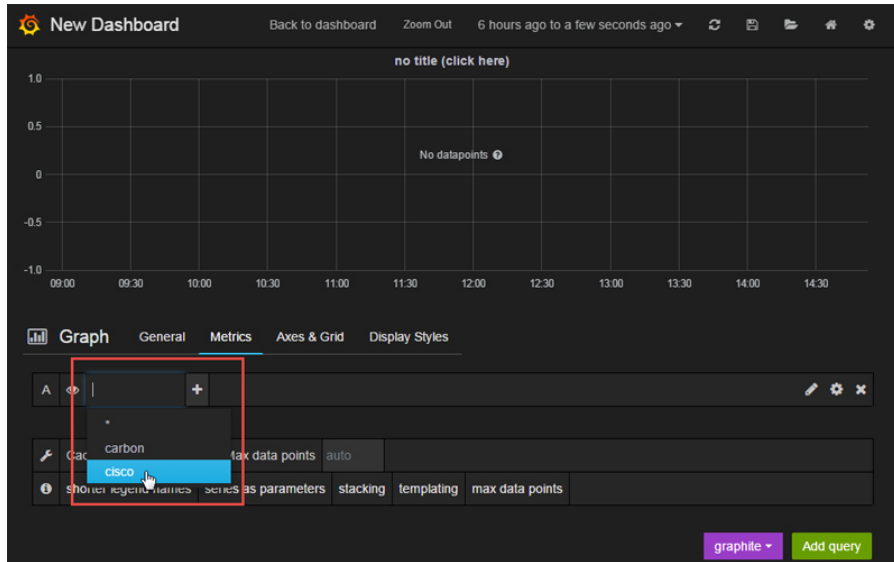 New Dashboard Back to dashboard Zoom Out 6 hours ago to a few seconds ago
no title (click here)
1.0
0.5
No datapoints
0
-0.5
-1.0
09:00 09:30 10:00 10:30 11:00 11:30 12:00 12:30 13:00 13:30 14:00 14:30
Graph General Metrics Axes & Grid Display Styles
A
*
carbon
Max data points auto
cisco
shorter legend names series as parameters stacking templating max data points
graphite Add query